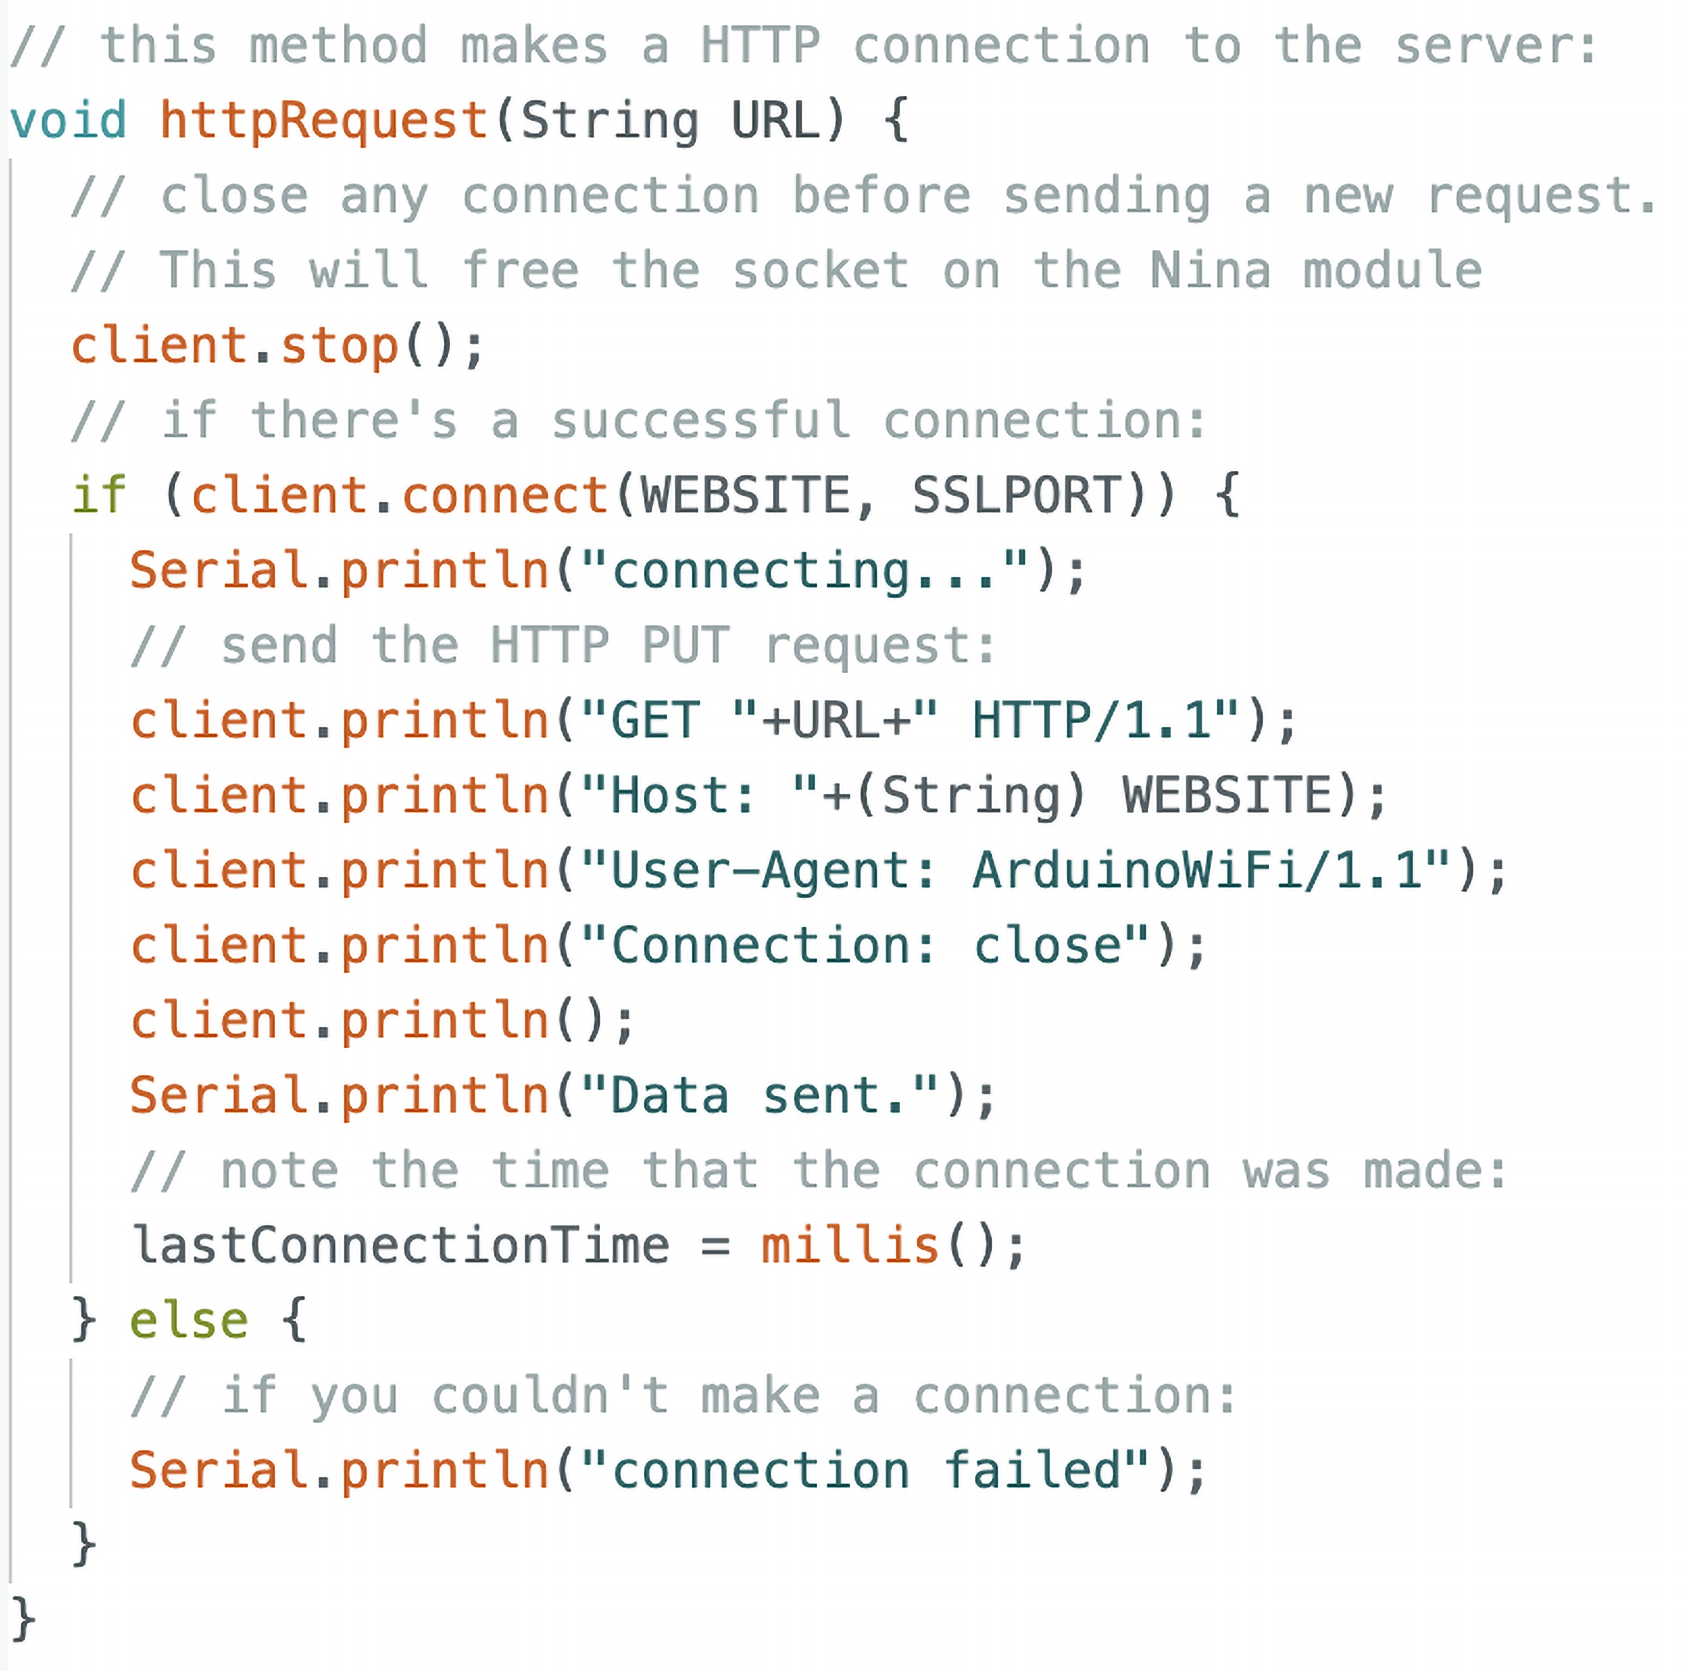 // this method makes a HTTP connection to the server:
void httpRequest(String URL) {
  // close any connection before sending a new request.
  // This will free the socket on the Nina module
  client.stop();
  // if there's a successful connection:
  if (client.connect(WEBSITE, SSLPORT)) {
    Serial.println("connecting...");
    // send the HTTP PUT request:
    client.println("GET "+URL+" HTTP/1.1");
    client.println("Host: "+(String) WEBSITE);
    client.println("User-Agent: ArduinoWiFi/1.1");
    client.println("Connection: close");
    client.println();
    Serial.println("Data sent.");
    // note the time that the connection was made:
    lastConnectionTime = millis();
  } else {
    // if you couldn't make a connection:
    Serial.println("connection failed");
  }
}